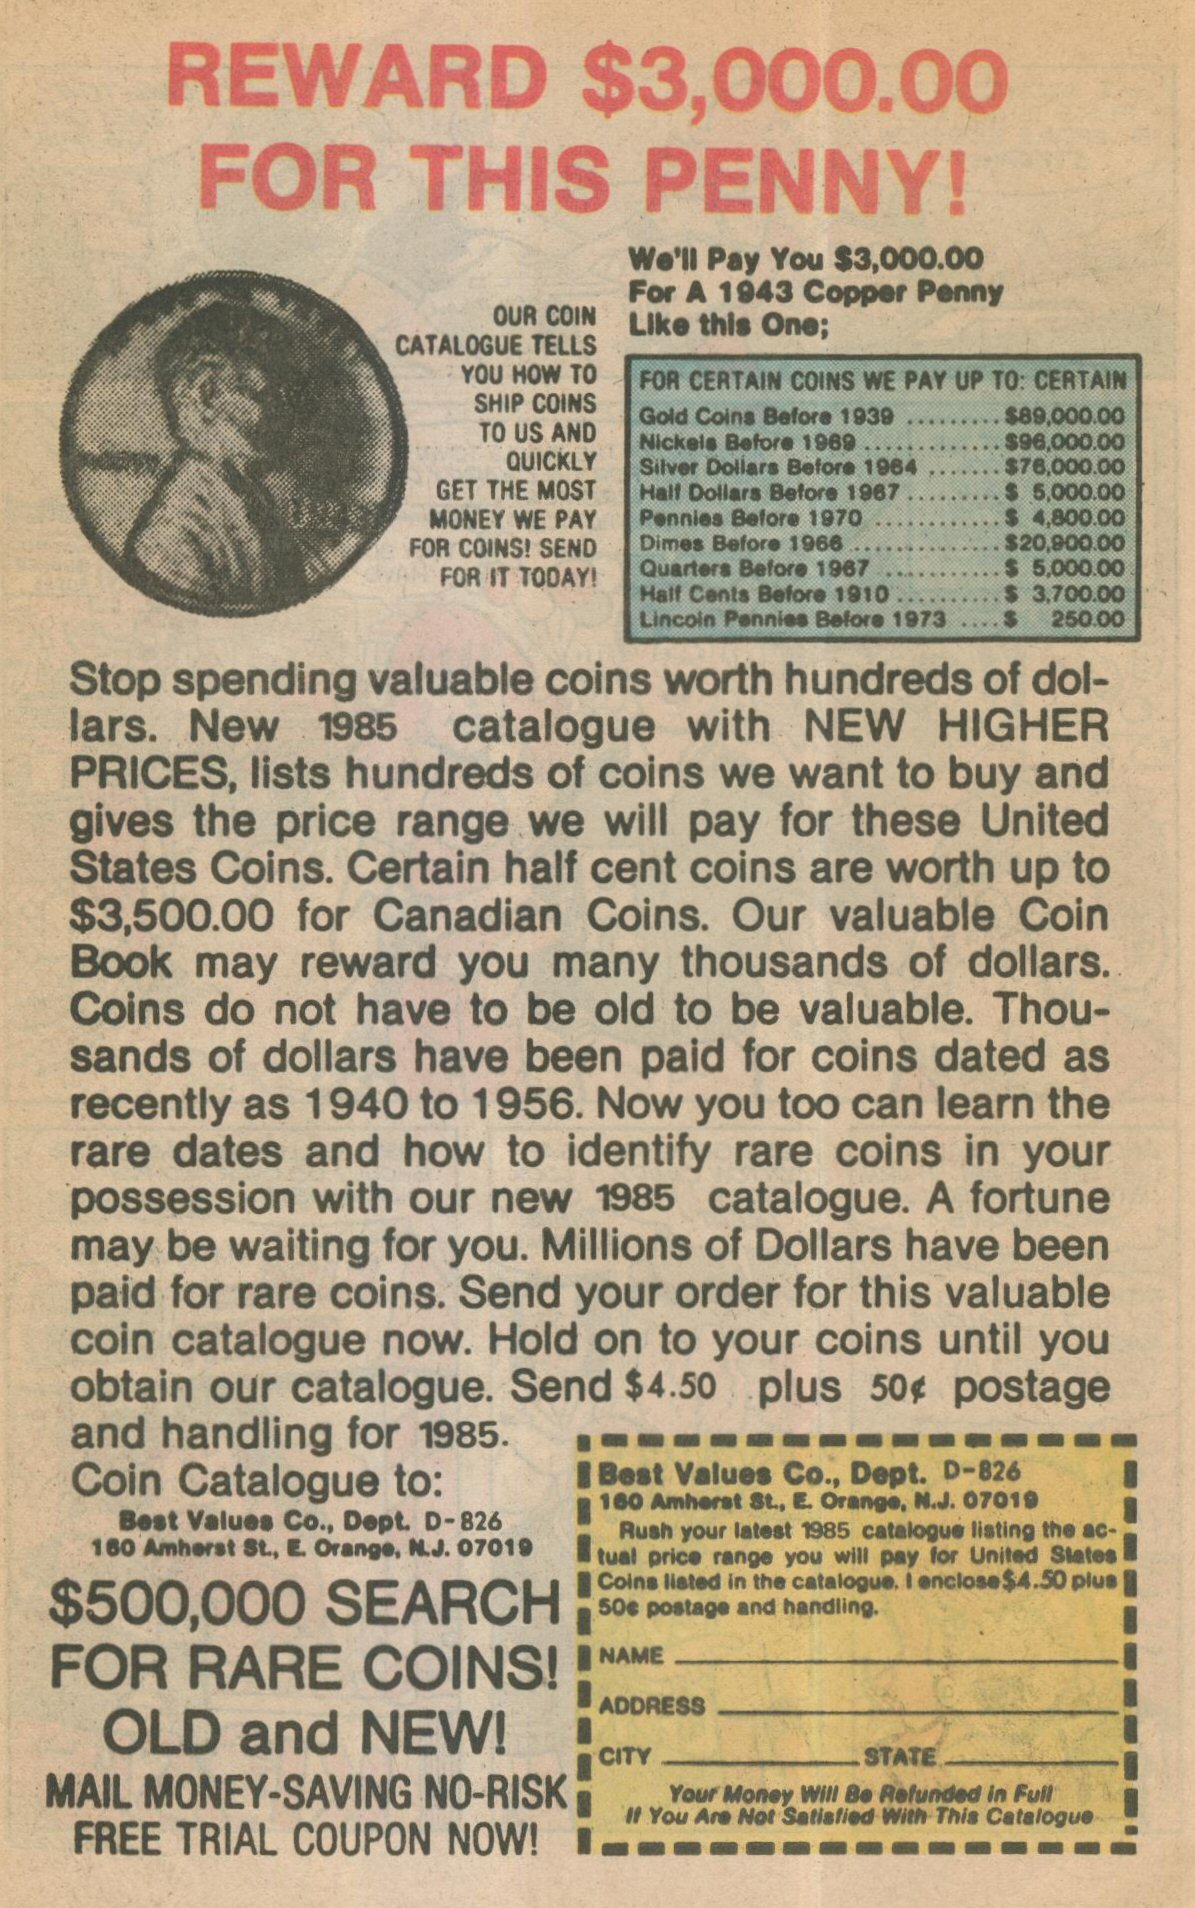 REWARD $3,000.00
FOR THIS PENNY!
We'll Pay You $3,000.00
For A 1943 Copper Penny
Like this One;
OUR COIN
CATALOGUE TELLS
YOU HOW TO
SHIP COINS
TO US AND
QUICKLY
GET THE MOST
MONEY WE PAY
FOR COINS! SEND
FOR IT TODAY!
FOR CERTAIN COINS WE PAY UP TO: CERTAIN
Gold Coins Before 1939 ......... $89,000.00
Nickels Before 1969 ............. $96,000.00
Silver Dollars Before 1964 ....... $76,000.00
Half Dollars Before 1967 ......... $ 5,000.00
Pennies Before 1970 ............ $ 4,800.00
Dimes Before 1966 ............... $20,900.00
Quarters Before 1967 ........... $ 5,000.00
Half Cents Before 1910 .......... $ 3,700.00
Lincoln Pennies Before 1973 .... $ 250.00
Stop spending valuable coins worth hundreds of dol-
lars. New 1985 catalogue with NEW HIGHER
PRICES, lists hundreds of coins we want to buy and
gives the price range we will pay for these United
States Coins. Certain half cent coins are worth up to
$3,500.00 for Canadian Coins. Our valuable Coin
Book may reward you many thousands of dollars.
Coins do not have to be old to be valuable. Thou-
sands of dollars have been paid for coins dated as
recently as 1940 to 1956. Now you too can learn the
rare dates and how to identify rare coins in your
possession with our new 1985 catalogue. A fortune
may be waiting for you. Millions of Dollars have been
paid for rare coins. Send your order for this valuable
coin catalogue now. Hold on to your coins until you
obtain our catalogue. Send $4.50 plus 50¢ postage
and handling for 1985.
Coin Catalogue to:
Best Values Co., Dept. D-826
160 Amherst St., E. Orange, N.J. 07019
$500,000 SEARCH
FOR RARE COINS!
OLD and NEW!
MAIL MONEY-SAVING NO-RISK
FREE TRIAL COUPON NOW!
Best Values Co., Dept. D-826
160 Amherst St., E. Orange, N.J. 07019
Rush your latest 1985 catalogue listing the ac-
tual price range you will pay for United States
Coins listed in the catalogue. I enclose $4.50 plus
50¢ postage and handling.
NAME
ADDRESS
CITY STATE
Your Money Will Be Refunded in Full
If You Are Not Satisfied With This Catalogue